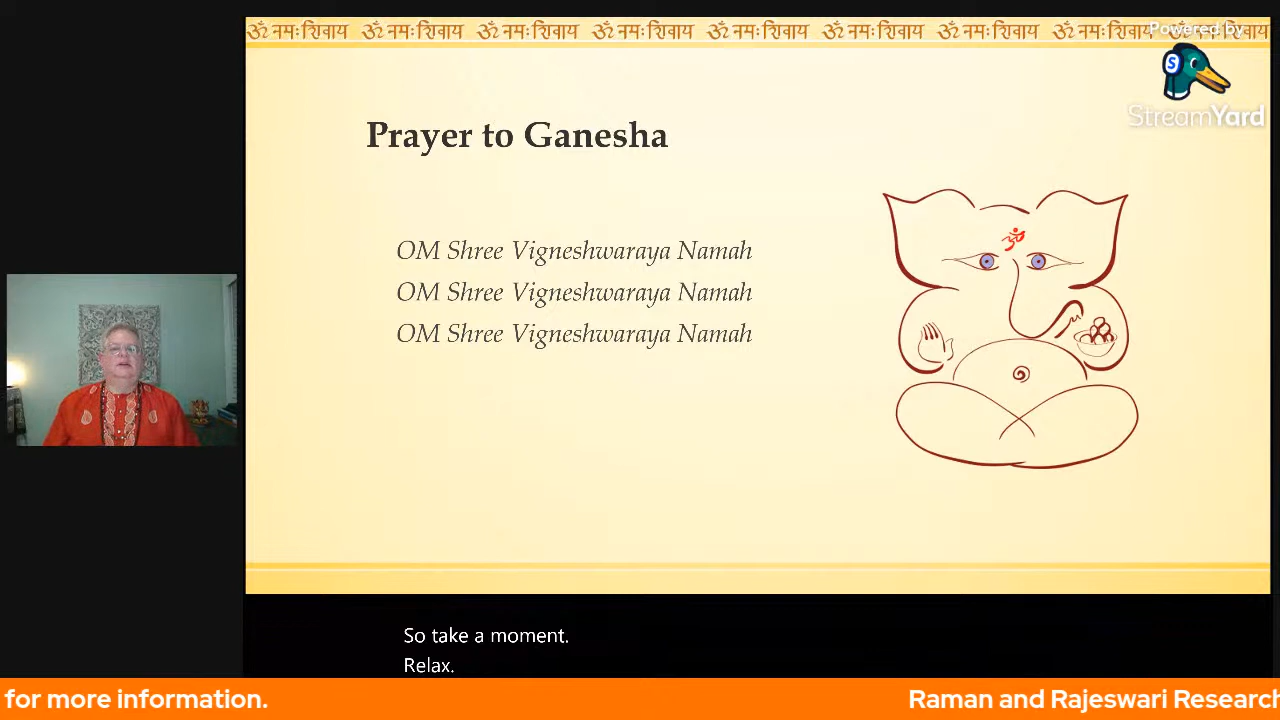 ॐ नमः शिवाय ॐ नमः शिवाय ॐ नमः शिवाय ॐ नमः शिवाय ॐ नमः शिवाय ॐ नमः शिवाय ॐ नमः शिवाय ॐ नमः शिवाय ॐ नमः शिवाय
Powered by
S
StreamYard
Prayer to Ganesha
OM Shree Vigneshwaraya Namah
OM Shree Vigneshwaraya Namah
OM Shree Vigneshwaraya Namah
ॐ
So take a moment.
Relax.
for more information. Raman and Rajeswari Research